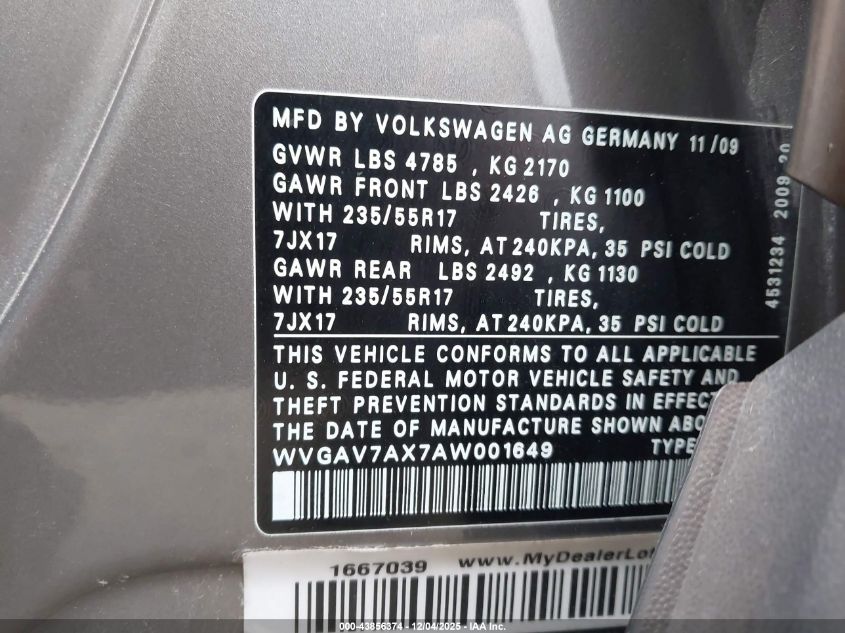 MFD BY VOLKSWAGEN AG GERMANY 11/09
GVWR LBS 4785 , KG 2170
GAWR FRONT LBS 2426 , KG 1100
WITH 235/55R17 TIRES,
7JX17 RIMS, AT 240KPA, 35 PSI COLD
GAWR REAR LBS 2492 , KG 1130
WITH 235/55R17 TIRES,
7JX17 RIMS, AT 240KPA, 35 PSI COLD
THIS VEHICLE CONFORMS TO ALL APPLICABLE
U. S. FEDERAL MOTOR VEHICLE SAFETY AND
THEFT PREVENTION STANDARDS IN EFFEC
THE DATE OF MANUFACTURE SHOWN ABO
WVGAV7AX7AW001649 TYPE
4531234 2009 20
1667039 www.MyDealerLot
000-43856374 | 12/04/2025 | IAA Inc.